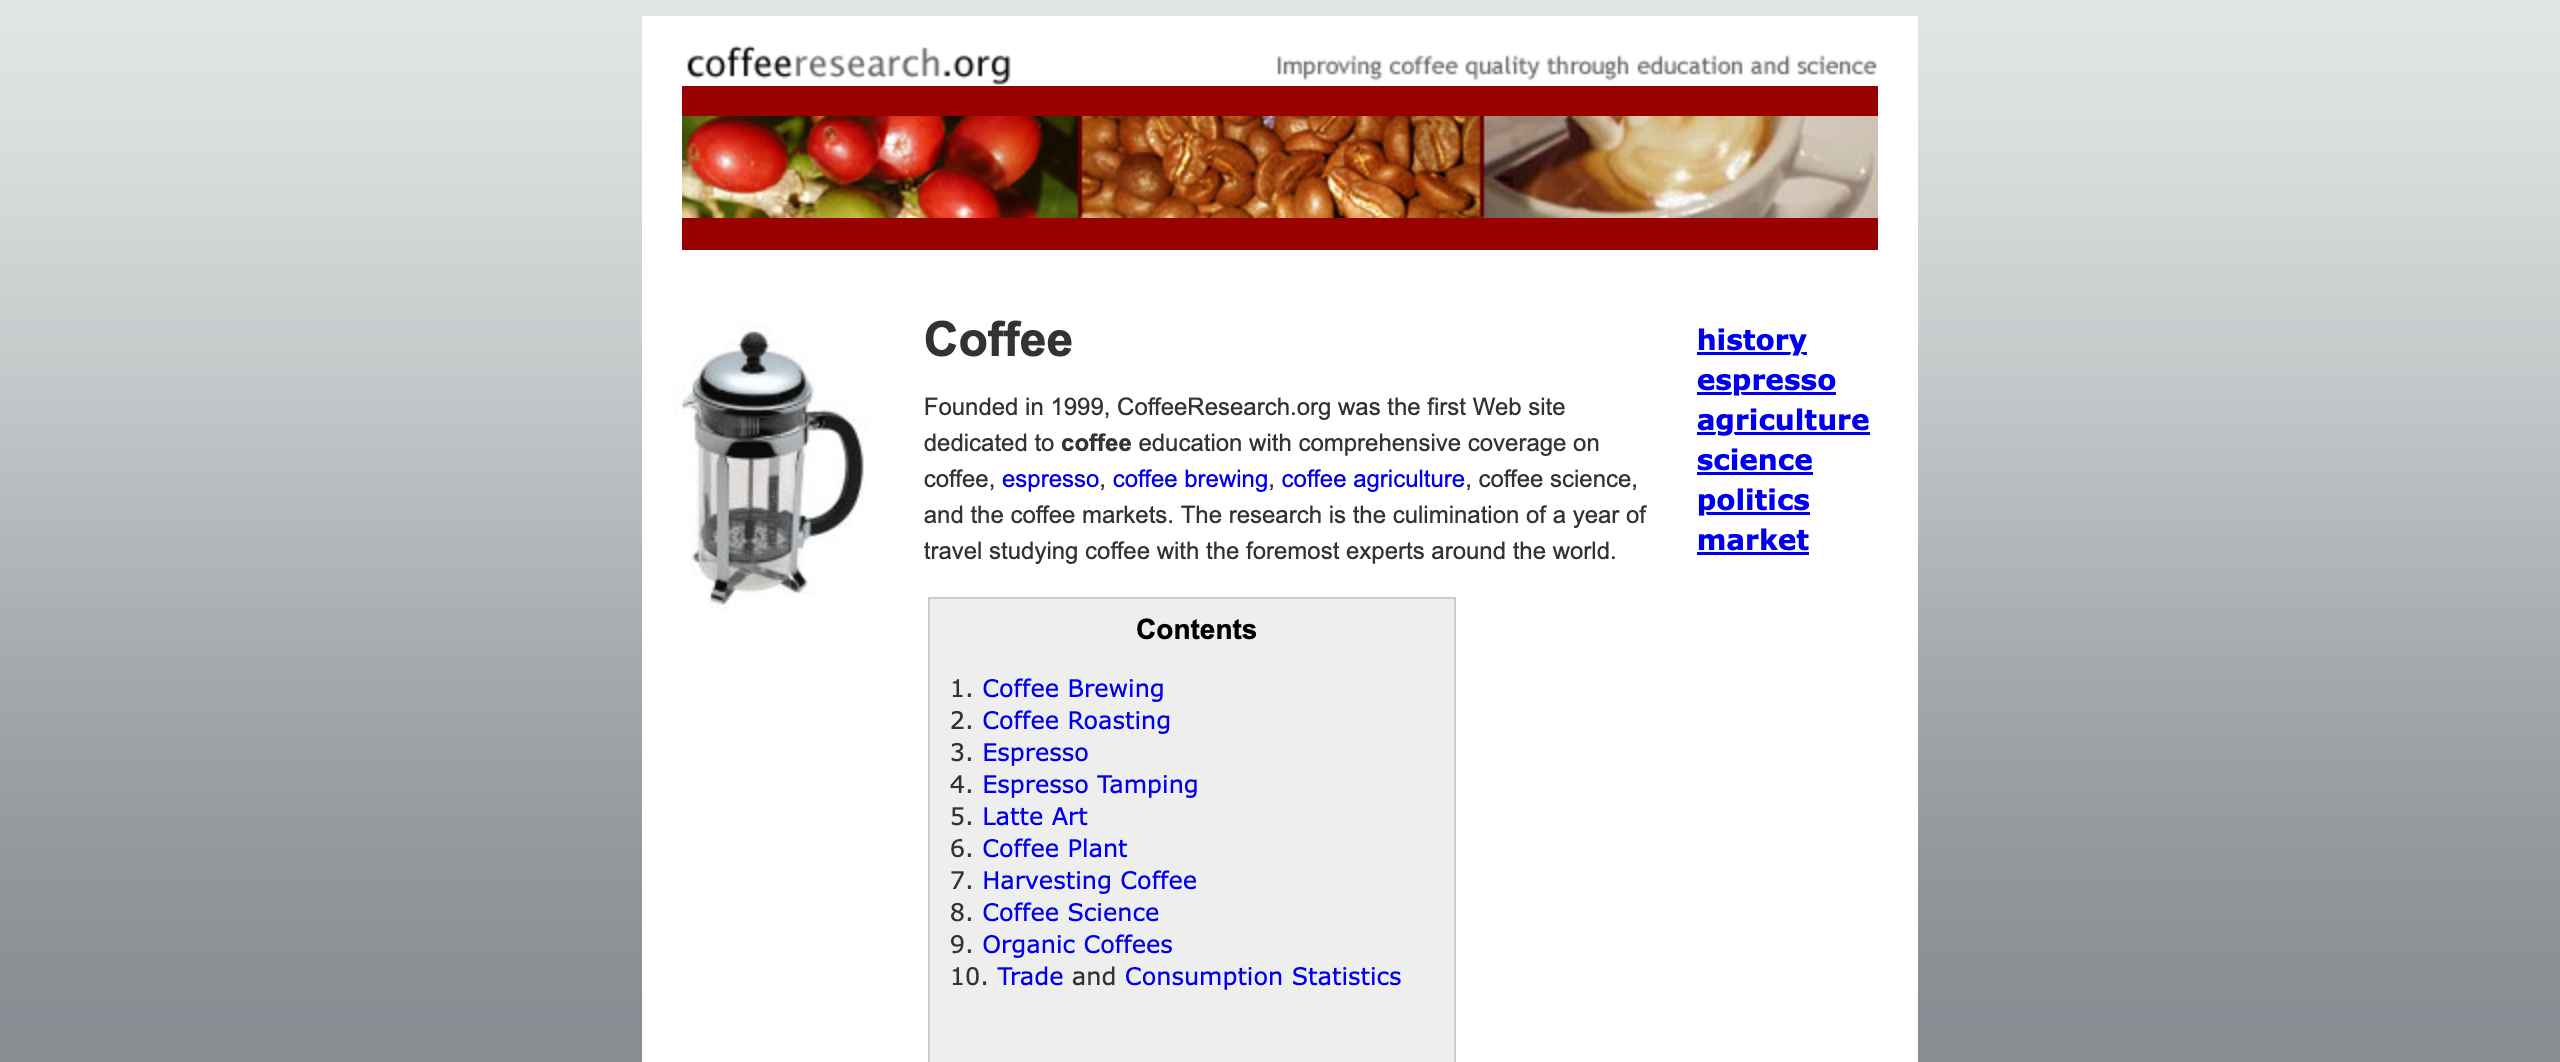 coffeeresearch.org
Improving coffee quality through education and science
Coffee
Founded in 1999, CoffeeResearch.org was the first Web site
dedicated to coffee education with comprehensive coverage on
coffee, espresso, coffee brewing, coffee agriculture, coffee science,
and the coffee markets. The research is the culimination of a year of
travel studying coffee with the foremost experts around the world.
history
espresso
agriculture
science
politics
market
Contents
1. Coffee Brewing
2. Coffee Roasting
3. Espresso
4. Espresso Tamping
5. Latte Art
6. Coffee Plant
7. Harvesting Coffee
8. Coffee Science
9. Organic Coffees
10. Trade and Consumption Statistics